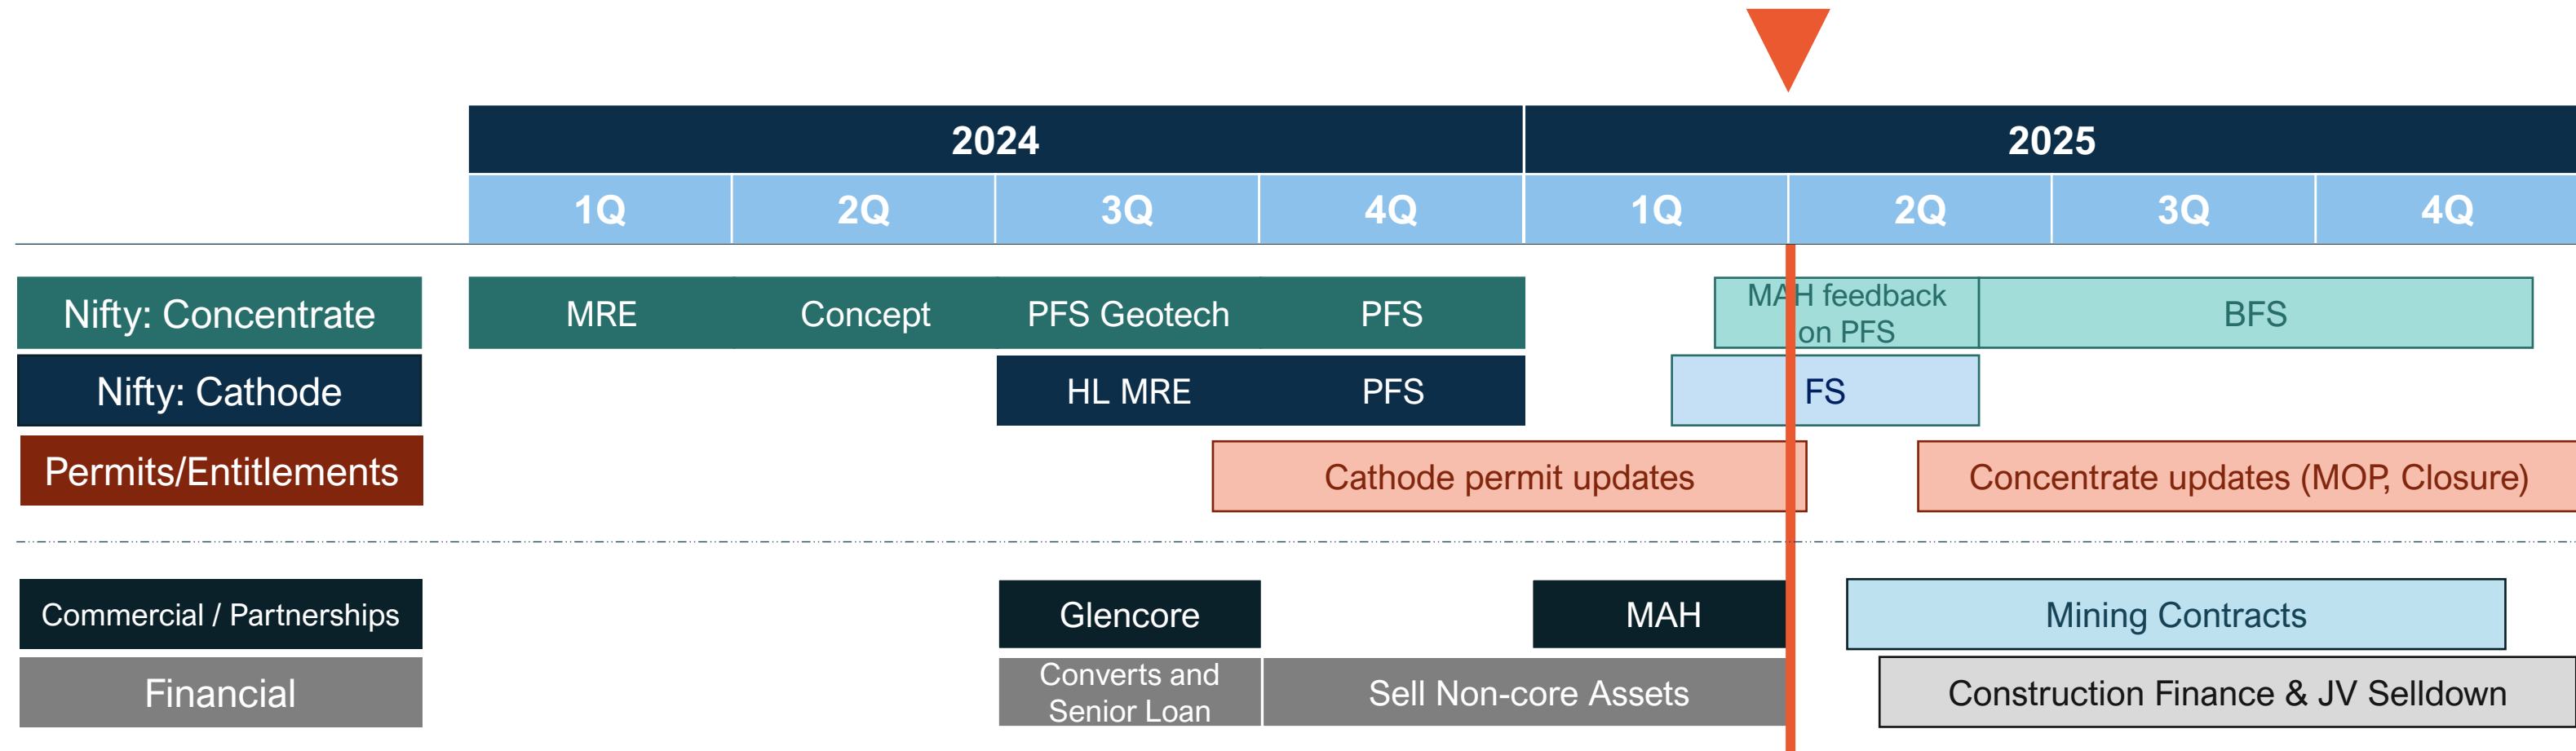 2024 2025
1Q 2Q 3Q 4Q 1Q 2Q 3Q 4Q
Nifty: Concentrate MRE Concept PFS Geotech PFS MAH feedback
on PFS BFS
Nifty: Cathode HL MRE PFS FS
Permits/Entitlements Cathode permit updates Concentrate updates (MOP, Closure)
Commercial / Partnerships Glencore MAH Mining Contracts
Financial Converts and
Senior Loan Sell Non-core Assets Construction Finance & JV Selldown